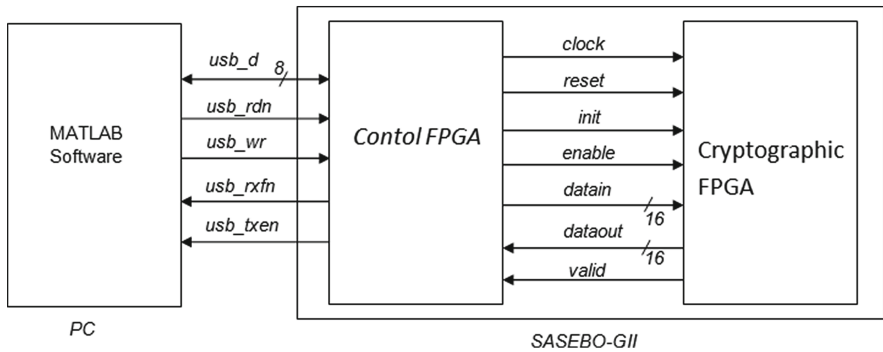 MATLAB
Software
PC
usb_d
8
usb_rdn
usb_wr
usb_rxfn
usb_txen
Contol FPGA
clock
reset
init
enable
datain
16
dataout
16
valid
Cryptographic
FPGA
SASEBO-GII